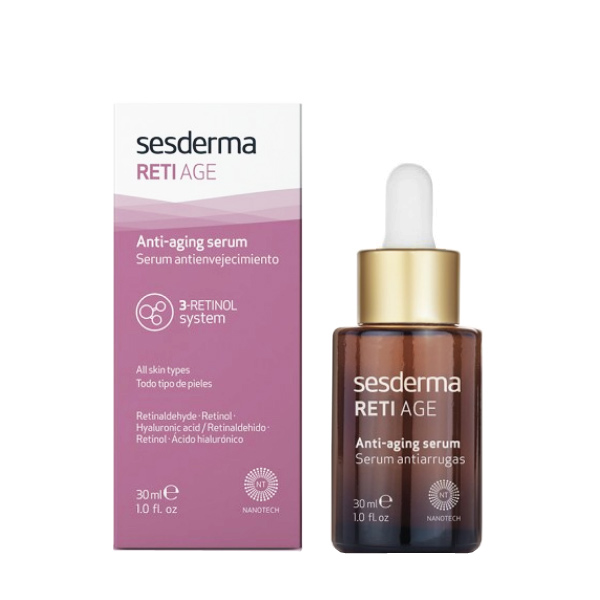 sesderma
RETI AGE
Anti-aging serum
Serum antienvejecimiento
3-RETINOL
system
All skin types
Todo tipo de pieles
Retinaldehyde · Retinol ·
Hyaluronic acid / Retinaldehido ·
Retinol · Ácido hialurónico
30 ml e
1.0 fl. oz
NT
NANOTECH
sesderma
RETI AGE
Anti-aging serum
Serum antiarrugas
30 ml e
1.0 fl. oz
NT
NANOTECH